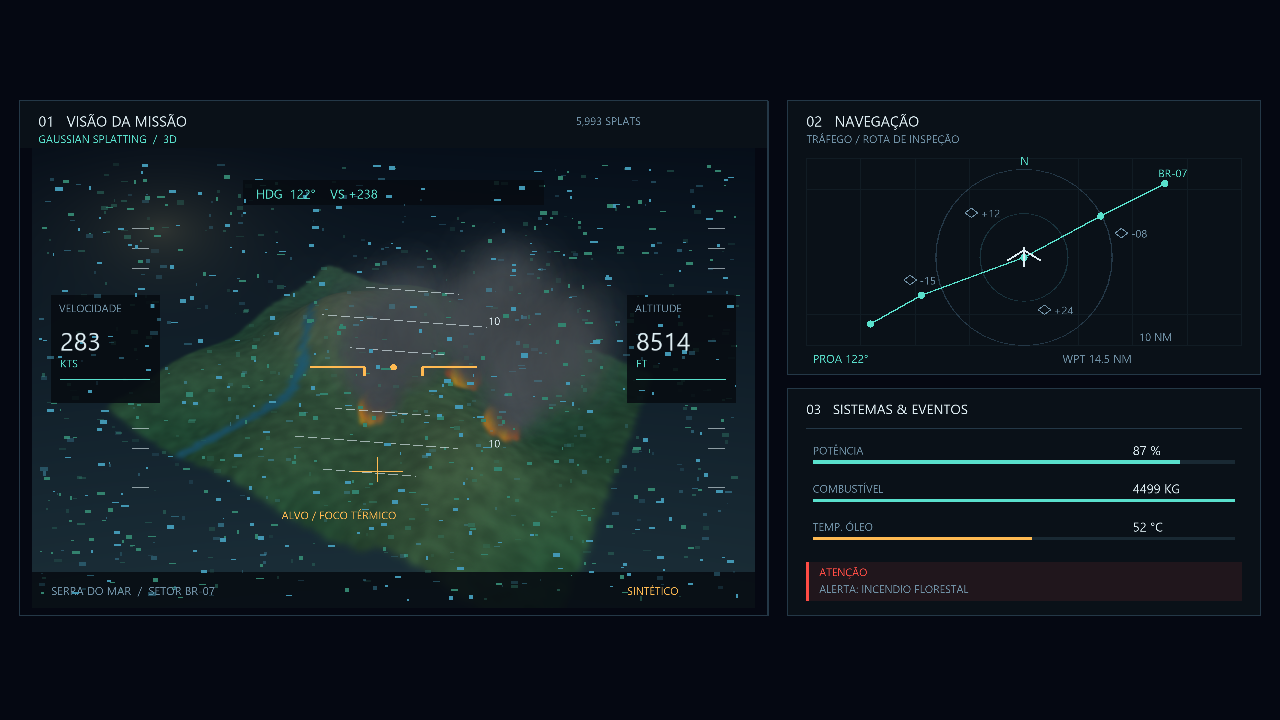 01 VISÃO DA MISSÃO
GAUSSIAN SPLATTING / 3D
5,993 SPLATS
HDG 122° VS +238
VELOCIDADE
283
KTS
ALTITUDE
8514
FT
10
10
ALVO / FOCO TÉRMICO
SERRA DO MAR / SETOR BR-07
SINTÉTICO
02 NAVEGAÇÃO
TRÁFEGO / ROTA DE INSPEÇÃO
N
BR-07
+12
-08
-15
+24
10 NM
PROA 122°
WPT 14.5 NM
03 SISTEMAS & EVENTOS
POTÊNCIA
87 %
COMBUSTÍVEL
4499 KG
TEMP. ÓLEO
52 °C
ATENÇÃO
ALERTA: INCENDIO FLORESTAL